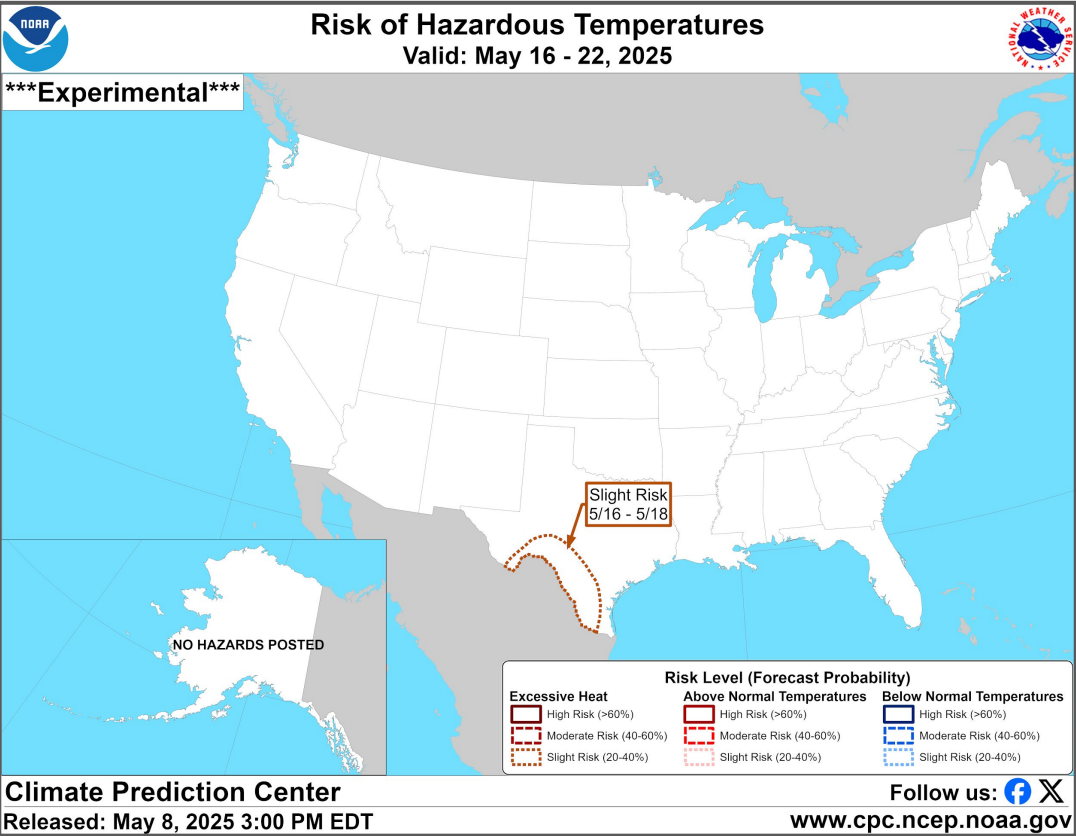 NOAA
Risk of Hazardous Temperatures
Valid: May 16 - 22, 2025
NATIONAL WEATHER SERVICE
***Experimental***
Slight Risk
5/16 - 5/18
NO HAZARDS POSTED
Risk Level (Forecast Probability)
Excessive Heat
High Risk (>60%)
Moderate Risk (40-60%)
Slight Risk (20-40%)
Above Normal Temperatures
High Risk (>60%)
Moderate Risk (40-60%)
Slight Risk (20-40%)
Below Normal Temperatures
High Risk (>60%)
Moderate Risk (40-60%)
Slight Risk (20-40%)
Climate Prediction Center
Follow us:
Released: May 8, 2025 3:00 PM EDT
www.cpc.ncep.noaa.gov